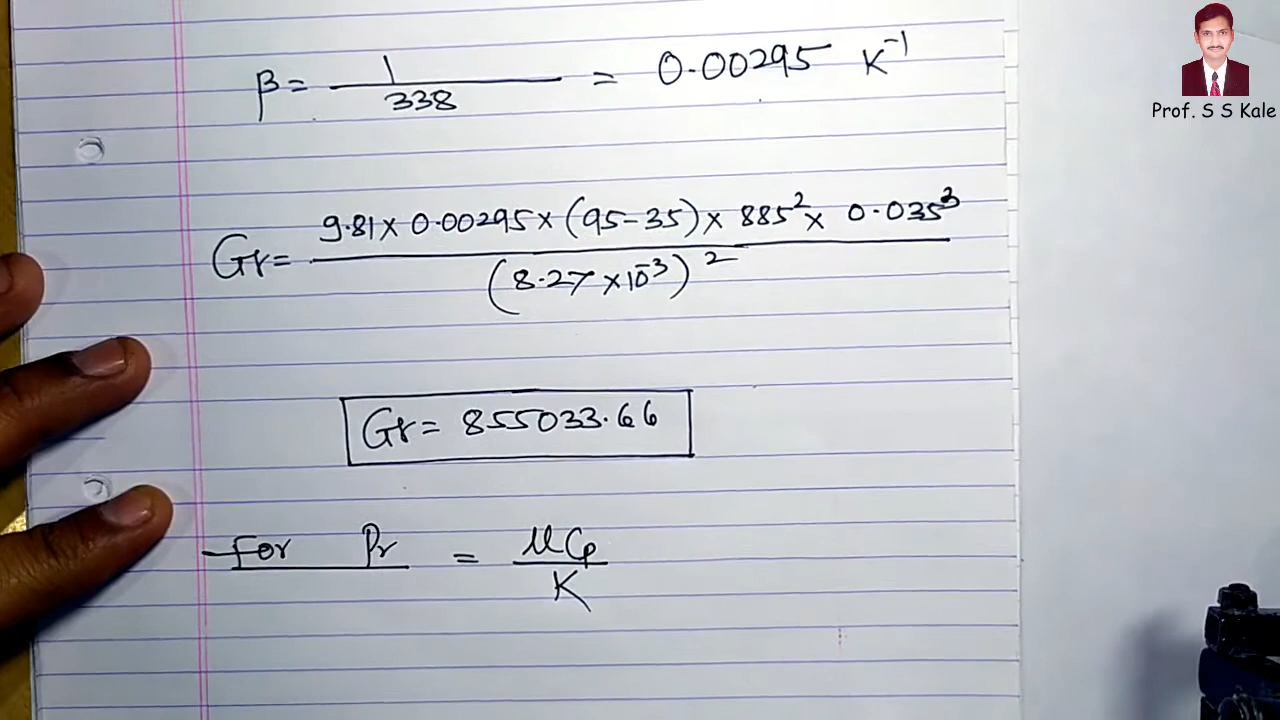 Prof. S S Kale
β = 1/338 = 0.00295 K⁻¹
Gr = 9.81 × 0.00295 × (95-35) × 885² × 0.035³ / (8.27 × 10⁻³)²
Gr = 855033.66
For Pr = μCp/K